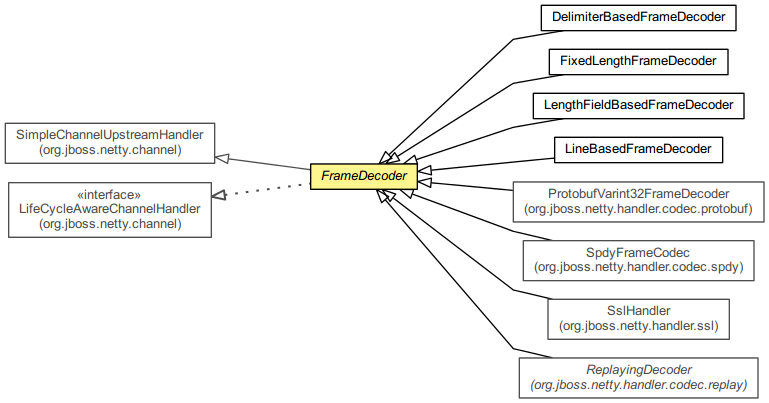 DelimiterBasedFrameDecoder
FixedLengthFrameDecoder
LengthFieldBasedFrameDecoder
LineBasedFrameDecoder
SimpleChannelUpstreamHandler
(org.jboss.netty.channel)
FrameDecoder
«interface»
LifeCycleAwareChannelHandler
(org.jboss.netty.channel)
ProtobufVarint32FrameDecoder
(org.jboss.netty.handler.codec.protobuf)
SpdyFrameCodec
(org.jboss.netty.handler.codec.spdy)
SslHandler
(org.jboss.netty.handler.ssl)
ReplayingDecoder
(org.jboss.netty.handler.codec.replay)